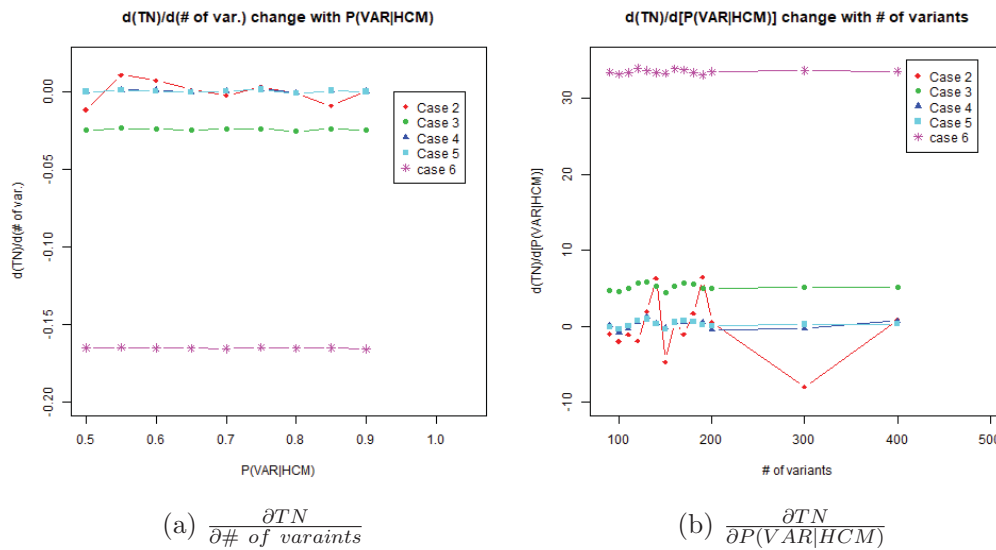 d(TN)/d(# of var.) change with P(VAR|HCM)
d(TN)/d(# of var.)
0.00
-0.05
-0.10
-0.15
-0.20
Case 2
Case 3
Case 4
Case 5
case 6
0.5 0.6 0.7 0.8 0.9 1.0
P(VAR|HCM)
(a) ∂TN / ∂# of varaints
d(TN)/d[P(VAR|HCM)] change with # of variants
d(TN)/d[P(VAR|HCM)]
30
20
10
0
-10
Case 2
Case 3
Case 4
Case 5
case 6
100 200 300 400 500
# of variants
(b) ∂TN / ∂P(VAR|HCM)